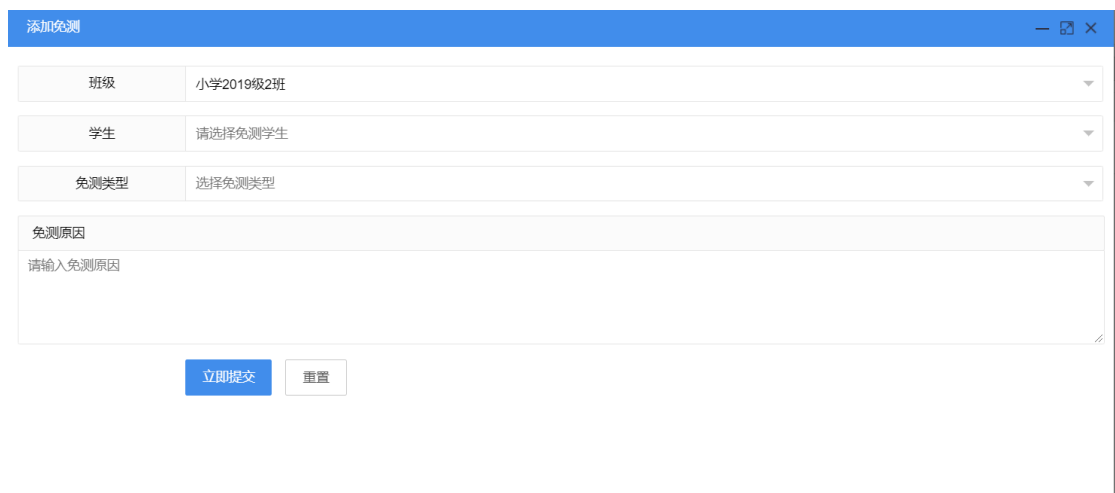 添加免测
班级 小学2019级2班
学生 请选择免测学生
免测类型 选择免测类型
免测原因
请输入免测原因
立即提交 重置